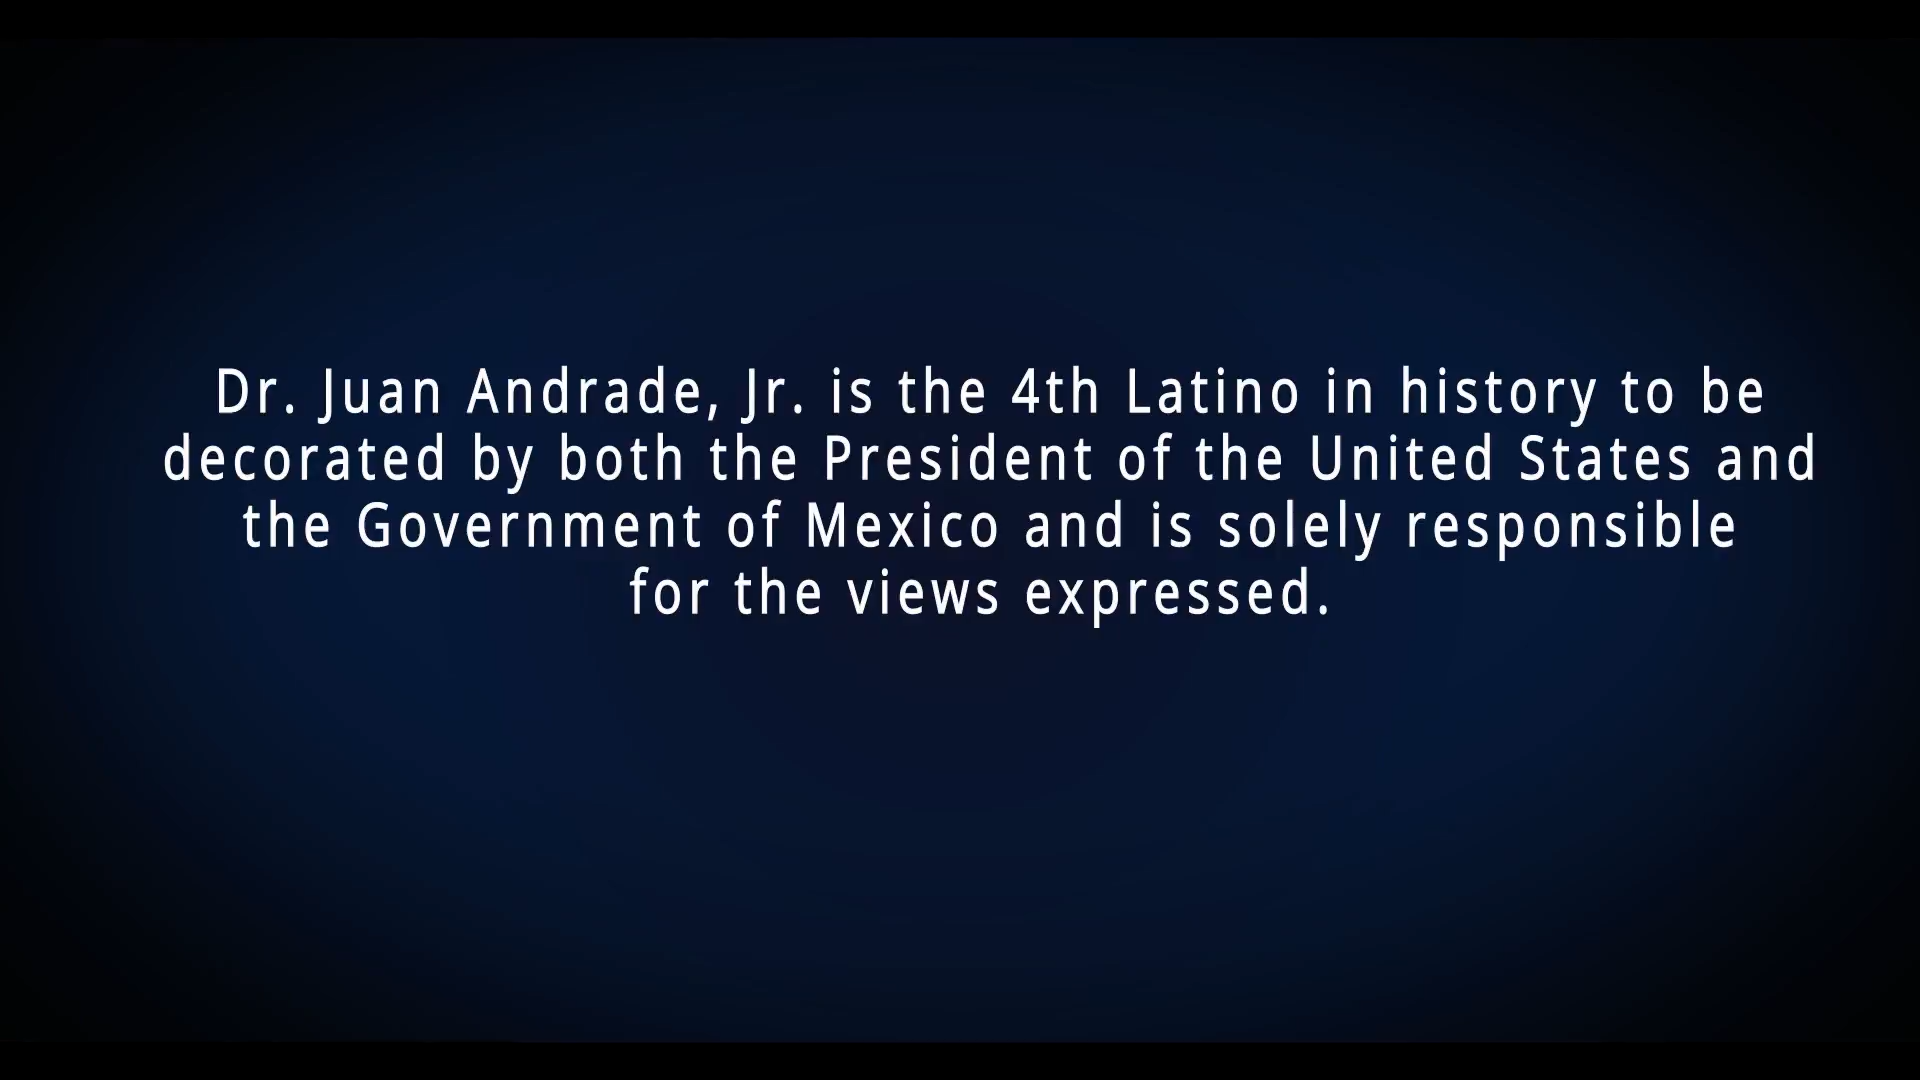 Dr. Juan Andrade, Jr. is the 4th Latino in history to be
decorated by both the President of the United States and
the Government of Mexico and is solely responsible
for the views expressed.